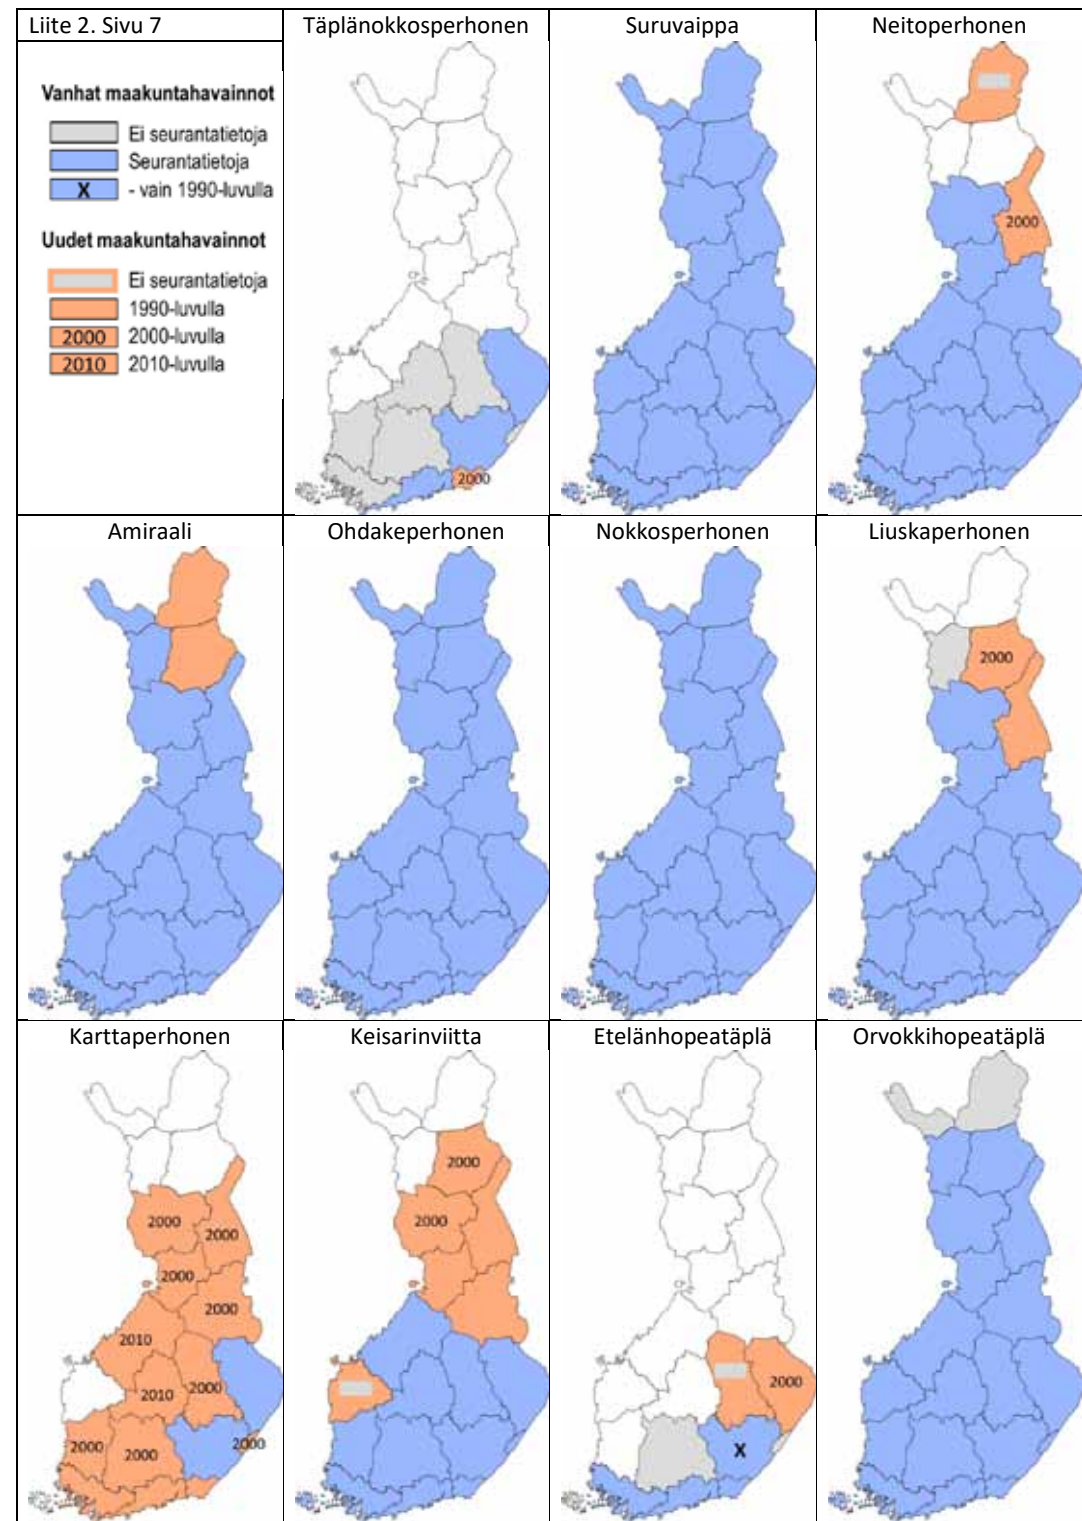 Liite 2. Sivu 7
Vanhat maakuntahavainnot
Ei seurantatietoja
Seurantatietoja
X - vain 1990-luvulla
Uudet maakuntahavainnot
Ei seurantatietoja
1990-luvulla
2000 2000-luvulla
2010 2010-luvulla
Täplänokkosperhonen
2000
Suruvaippa
Neitoperhonen
2000
Amiraali
Ohdakeperhonen
Nokkosperhonen
Liuskaperhonen
2000
Karttaperhonen
2000
2000
2000
2000
2010
2010
2000
2000
2000
2000
Keisarinviitta
2000
2000
Etelänhopeatäplä
2000
X
Orvokkihopeatäplä